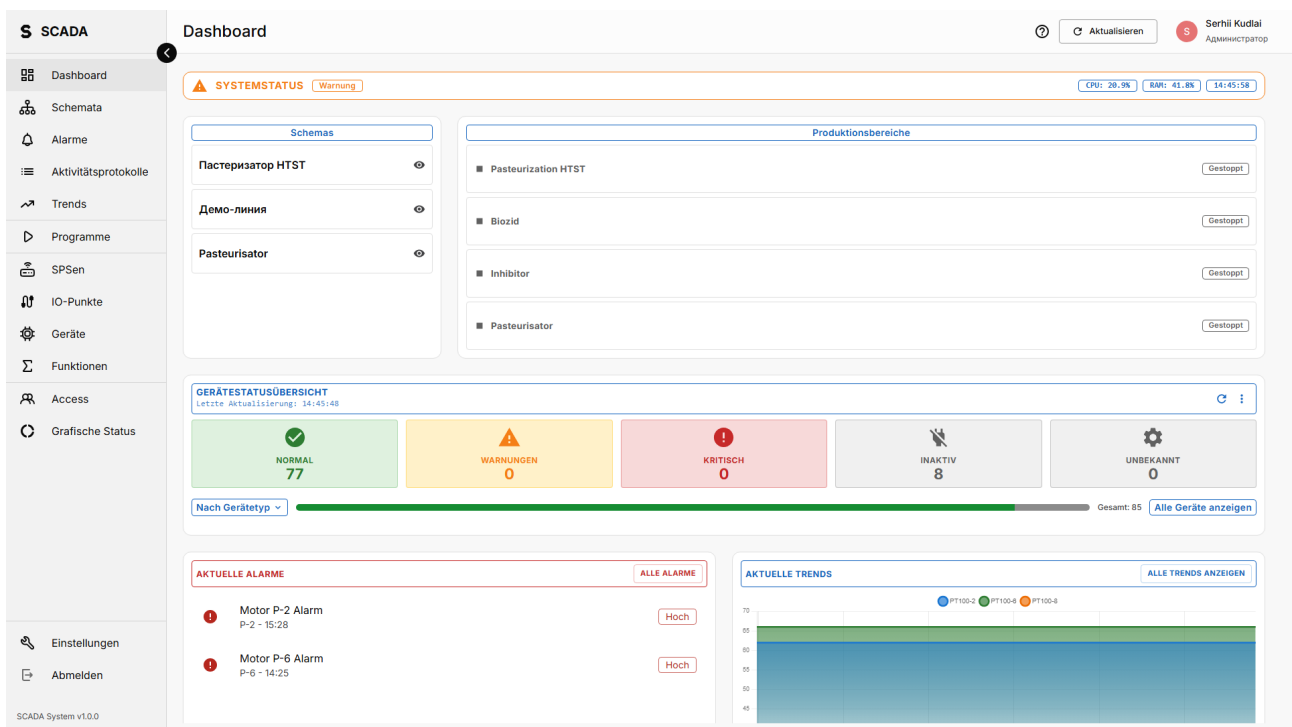 S SCADA
Dashboard
Aktualisieren
S
Serhii Kudlai
Администратор
Dashboard
Schemata
Alarme
Aktivitätsprotokolle
Trends
Programme
SPSen
IO-Punkte
Geräte
Funktionen
Access
Grafische Status
Einstellungen
Abmelden
SCADA System v1.0.0
SYSTEMSTATUS Warnung
CPU: 20.9% RAM: 41.8% 14:45:58
Schemas
Пастеризатор HTST
Демо-линия
Pasteurisator
Produktionsbereiche
Pasteurization HTST Gestoppt
Biozid Gestoppt
Inhibitor Gestoppt
Pasteurisator Gestoppt
GERÄTESTATUSÜBERSICHT
Letzte Aktualisierung: 14:45:48
NORMAL
77
WARNUNGEN
0
KRITISCH
0
INAKTIV
8
UNBEKANNT
0
Nach Gerätetyp
Gesamt: 85
Alle Geräte anzeigen
AKTUELLE ALARME
ALLE ALARME
Motor P-2 Alarm
P-2 - 15:28
Hoch
Motor P-6 Alarm
P-6 - 14:25
Hoch
AKTUELLE TRENDS
ALLE TRENDS ANZEIGEN
PT100-2 PT100-6 PT100-8
70
65
60
55
50
45